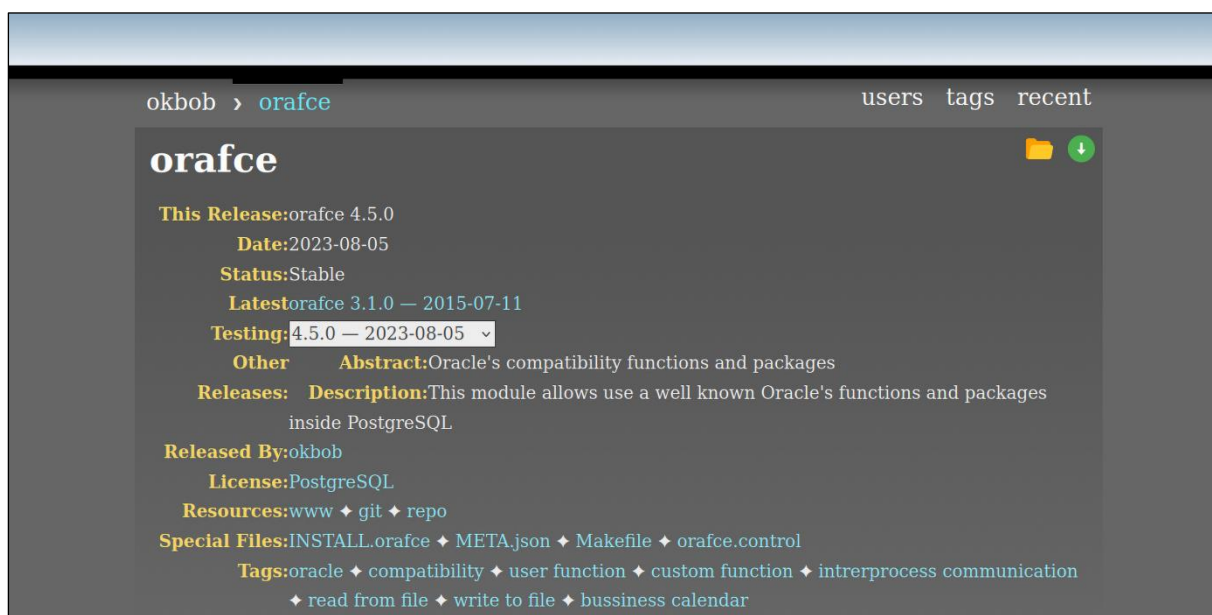 okbob › orafce users tags recent
orafce
This Release:orafce 4.5.0
Date:2023-08-05
Status:Stable
Latestorafce 3.1.0 — 2015-07-11
Testing:4.5.0 — 2023-08-05
Other Abstract:Oracle's compatibility functions and packages
Releases: Description:This module allows use a well known Oracle's functions and packages
inside PostgreSQL
Released By:okbob
License:PostgreSQL
Resources:www ✦ git ✦ repo
Special Files:INSTALL.orafce ✦ META.json ✦ Makefile ✦ orafce.control
Tags:oracle ✦ compatibility ✦ user function ✦ custom function ✦ intrerprocess communication
✦ read from file ✦ write to file ✦ bussiness calendar